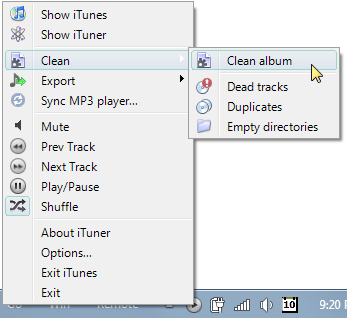 Show iTunes
Show iTuner
Clean
Export
Sync MP3 player...
Mute
Prev Track
Next Track
Play/Pause
Shuffle
About iTuner
Options...
Exit iTunes
Exit
Clean album
Dead tracks
Duplicates
Empty directories
10
9:20 P